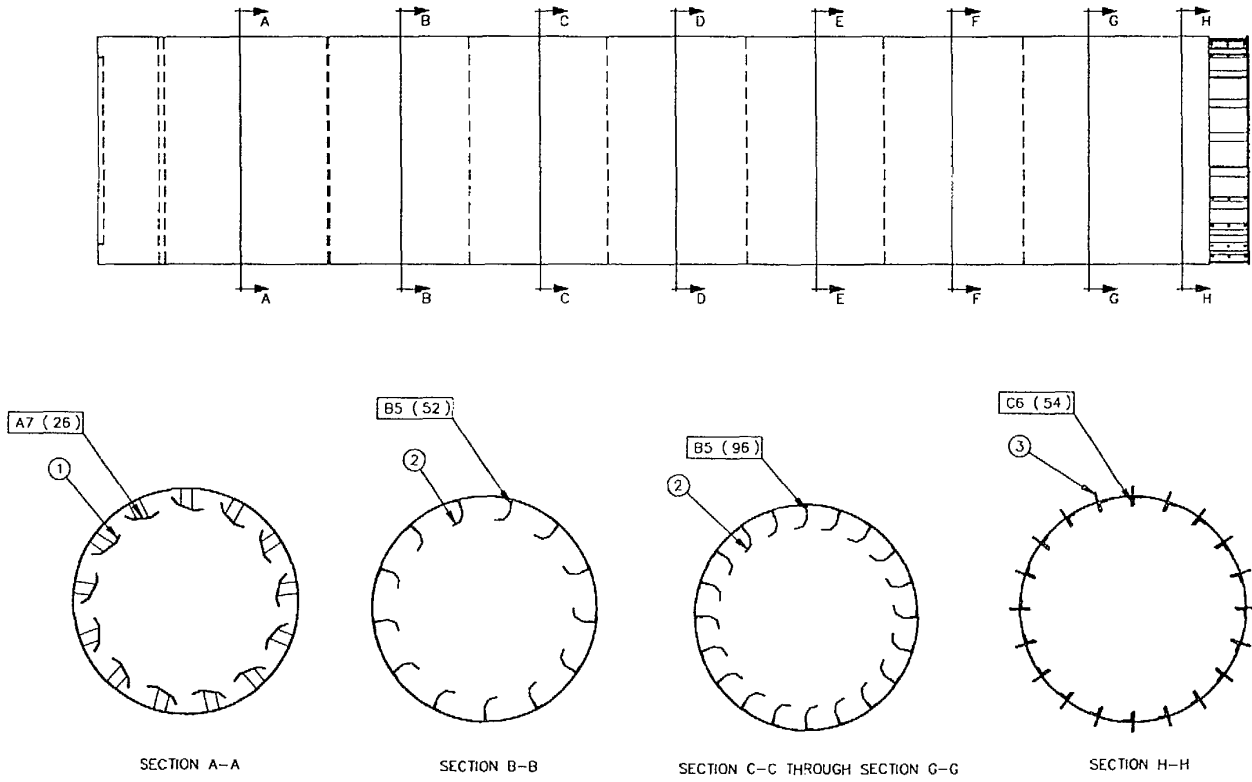 A B C D E F G H
A B C D E F G H
A7 (26)
B5 (52)
B5 (96)
C6 (54)
1
2
2
3
SECTION A-A
SECTION B-B
SECTION C-C THROUGH SECTION G-G
SECTION H-H